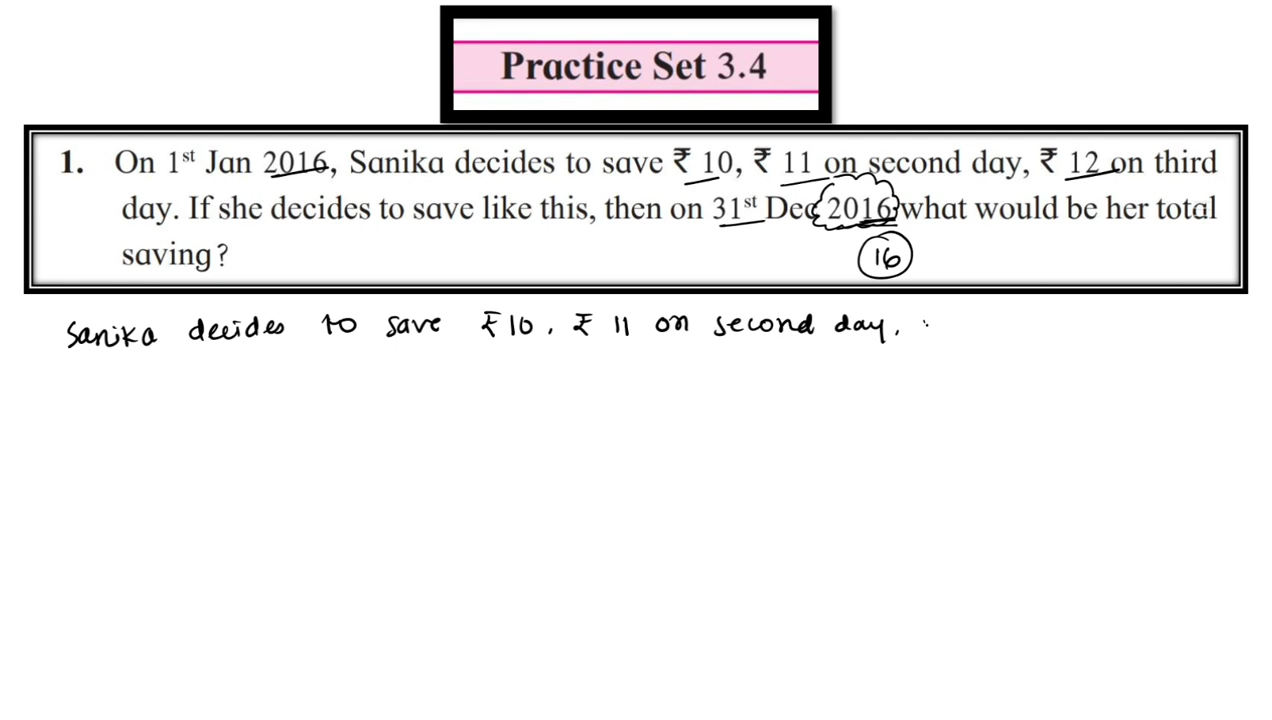 Practice Set 3.4
1. On 1st Jan 2016, Sanika decides to save ₹ 10, ₹ 11 on second day, ₹ 12 on third
day. If she decides to save like this, then on 31st Dec 2016 what would be her total
saving?
16
Sanika decides to save ₹10, ₹ 11 on second day,